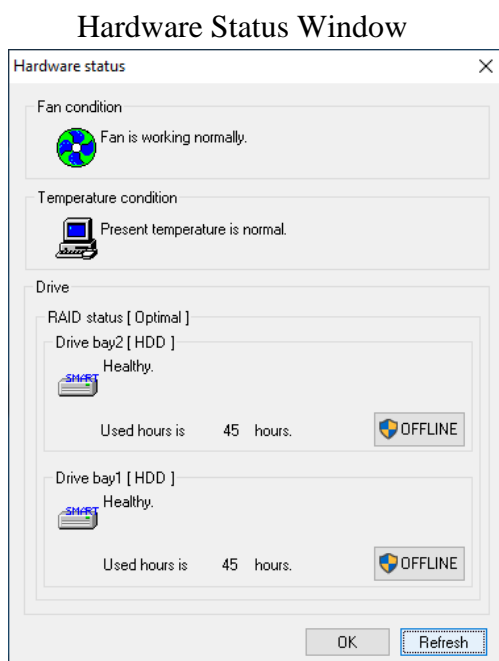 Hardware Status Window
Hardware status
Fan condition
Fan is working normally.
Temperature condition
Present temperature is normal.
Drive
RAID status [ Optimal ]
Drive bay2 [ HDD ]
Healthy.
SMART
Used hours is 45 hours.
OFFLINE
Drive bay1 [ HDD ]
Healthy.
SMART
Used hours is 45 hours.
OFFLINE
OK
Refresh